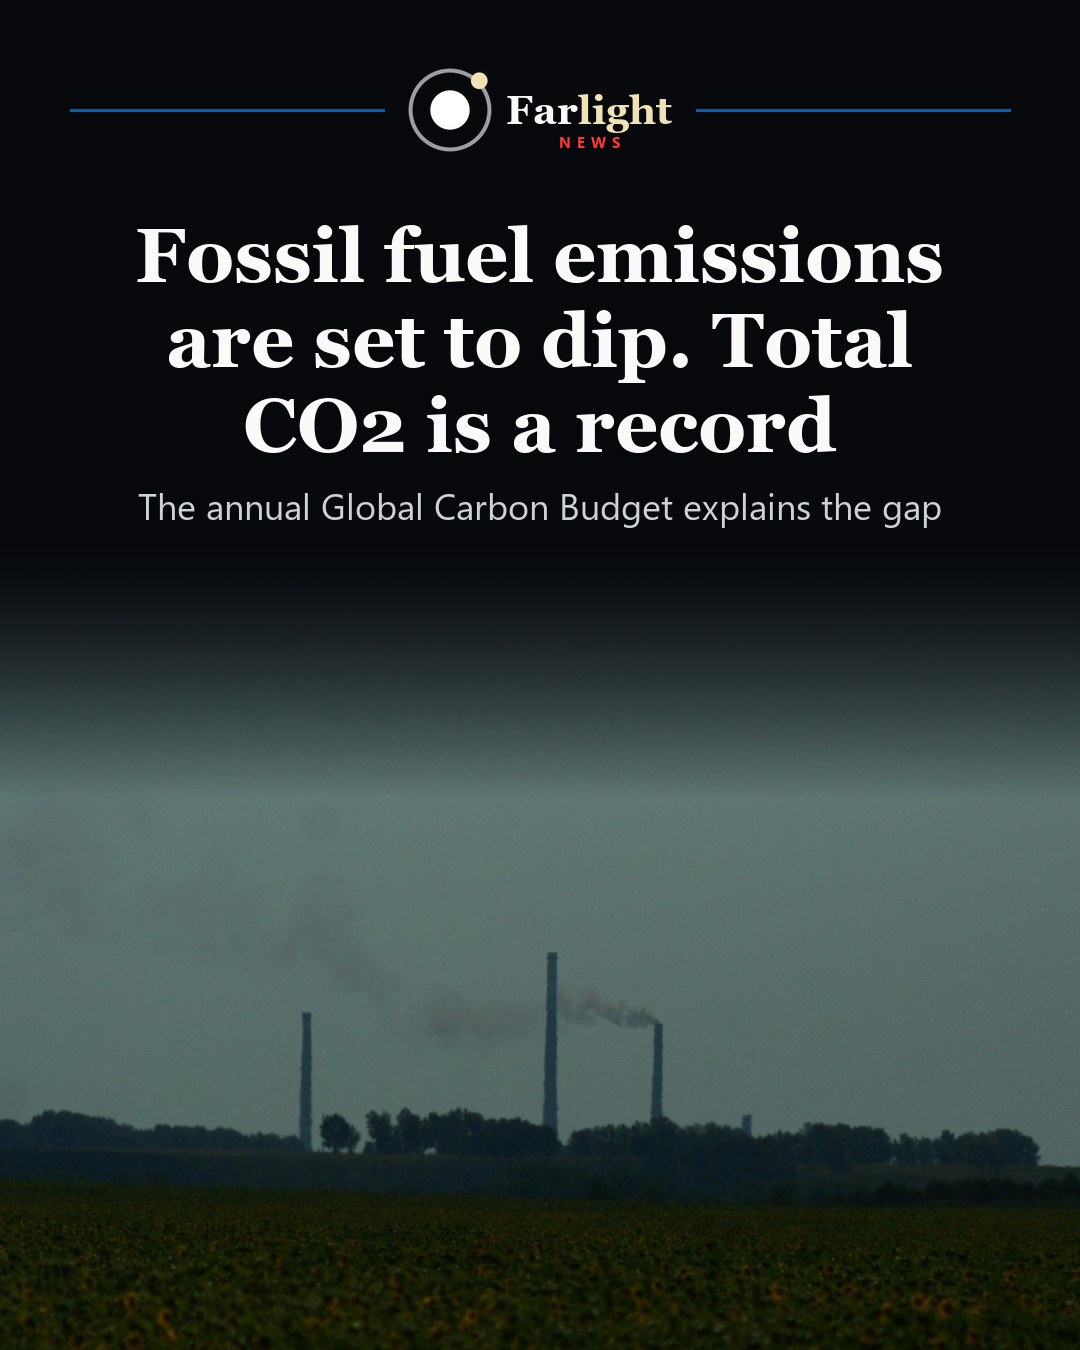 Farlight
NEWS
Fossil fuel emissions
are set to dip. Total
CO2 is a record
The annual Global Carbon Budget explains the gap